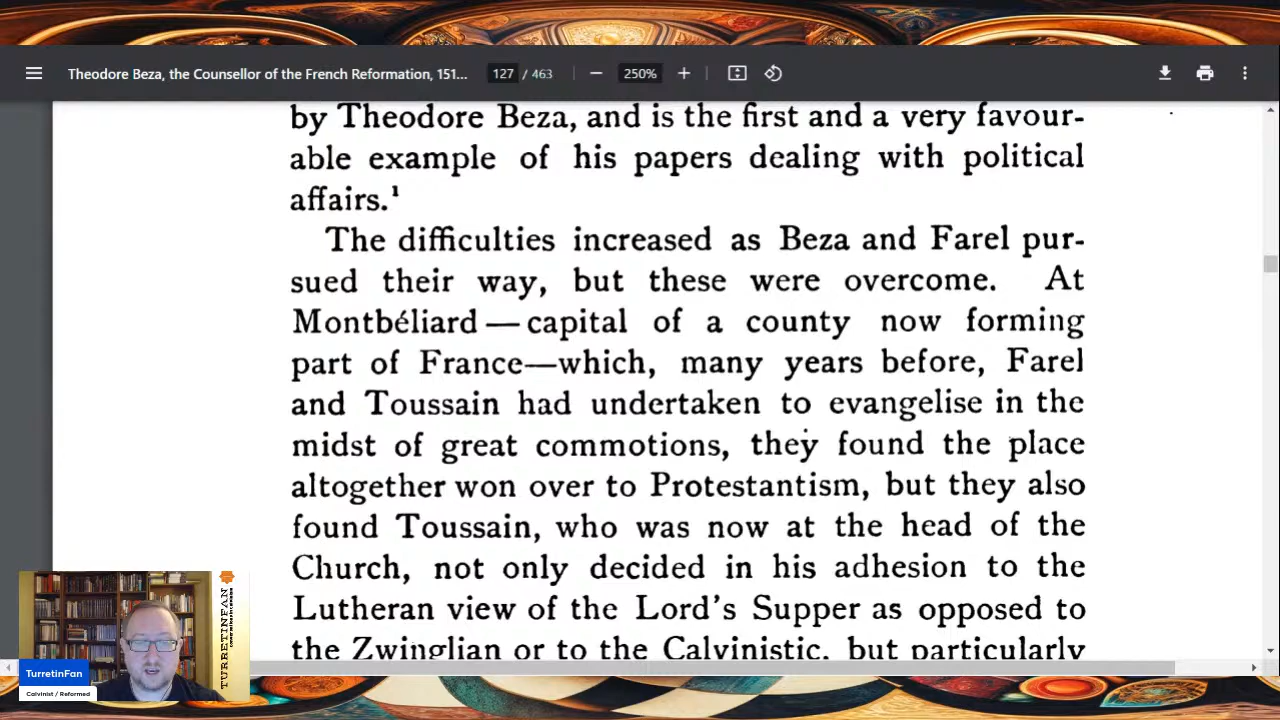 Theodore Beza, the Counsellor of the French Reformation, 151...
127 / 463
250%
by Theodore Beza, and is the first and a very favour-
able example of his papers dealing with political
affairs.¹
The difficulties increased as Beza and Farel pur-
sued their way, but these were overcome. At
Montbéliard — capital of a county now forming
part of France—which, many years before, Farel
and Toussain had undertaken to evangelise in the
midst of great commotions, they found the place
altogether won over to Protestantism, but they also
found Toussain, who was now at the head of the
Church, not only decided in his adhesion to the
Lutheran view of the Lord's Supper as opposed to
the Zwinglian or to the Calvinistic, but particularly
TURRETINFAN
TurretinFan
Calvinist / Reformed